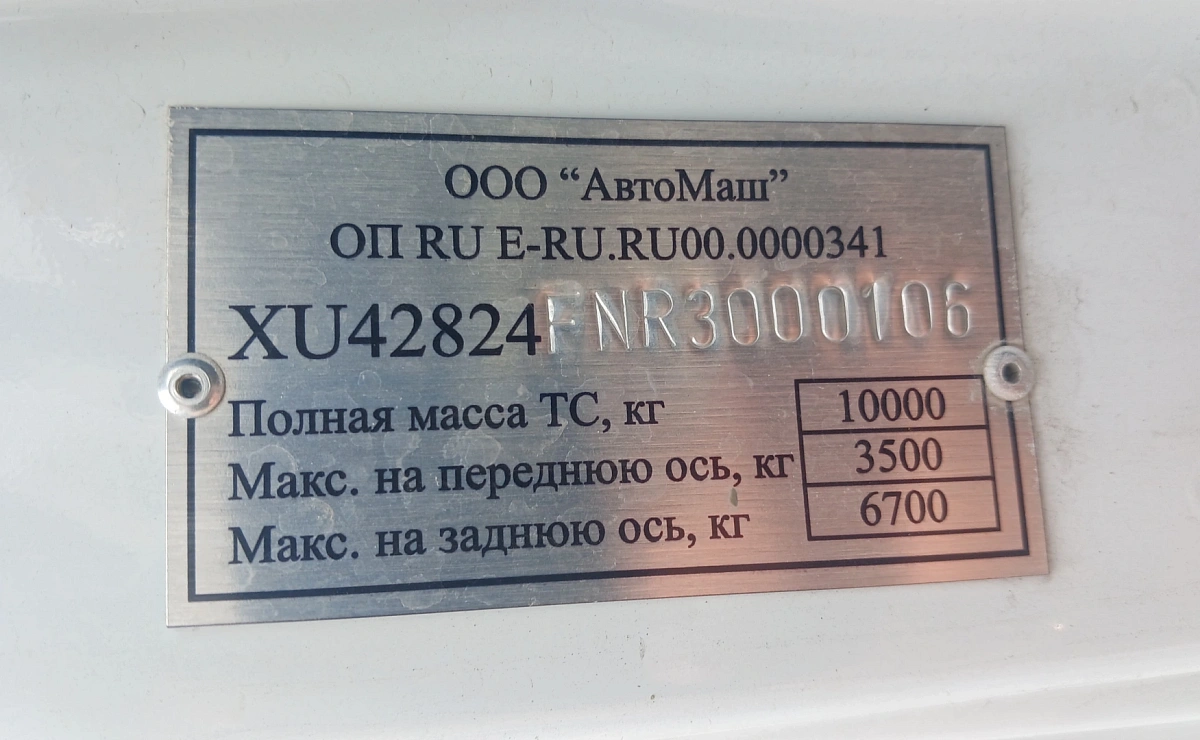 ООО “АвтоМаш”
ОП RU E-RU.RU00.0000341
XU42824FNR3000106
Полная масса ТС, кг 10000
Макс. на переднюю ось, кг 3500
Макс. на заднюю ось, кг 6700